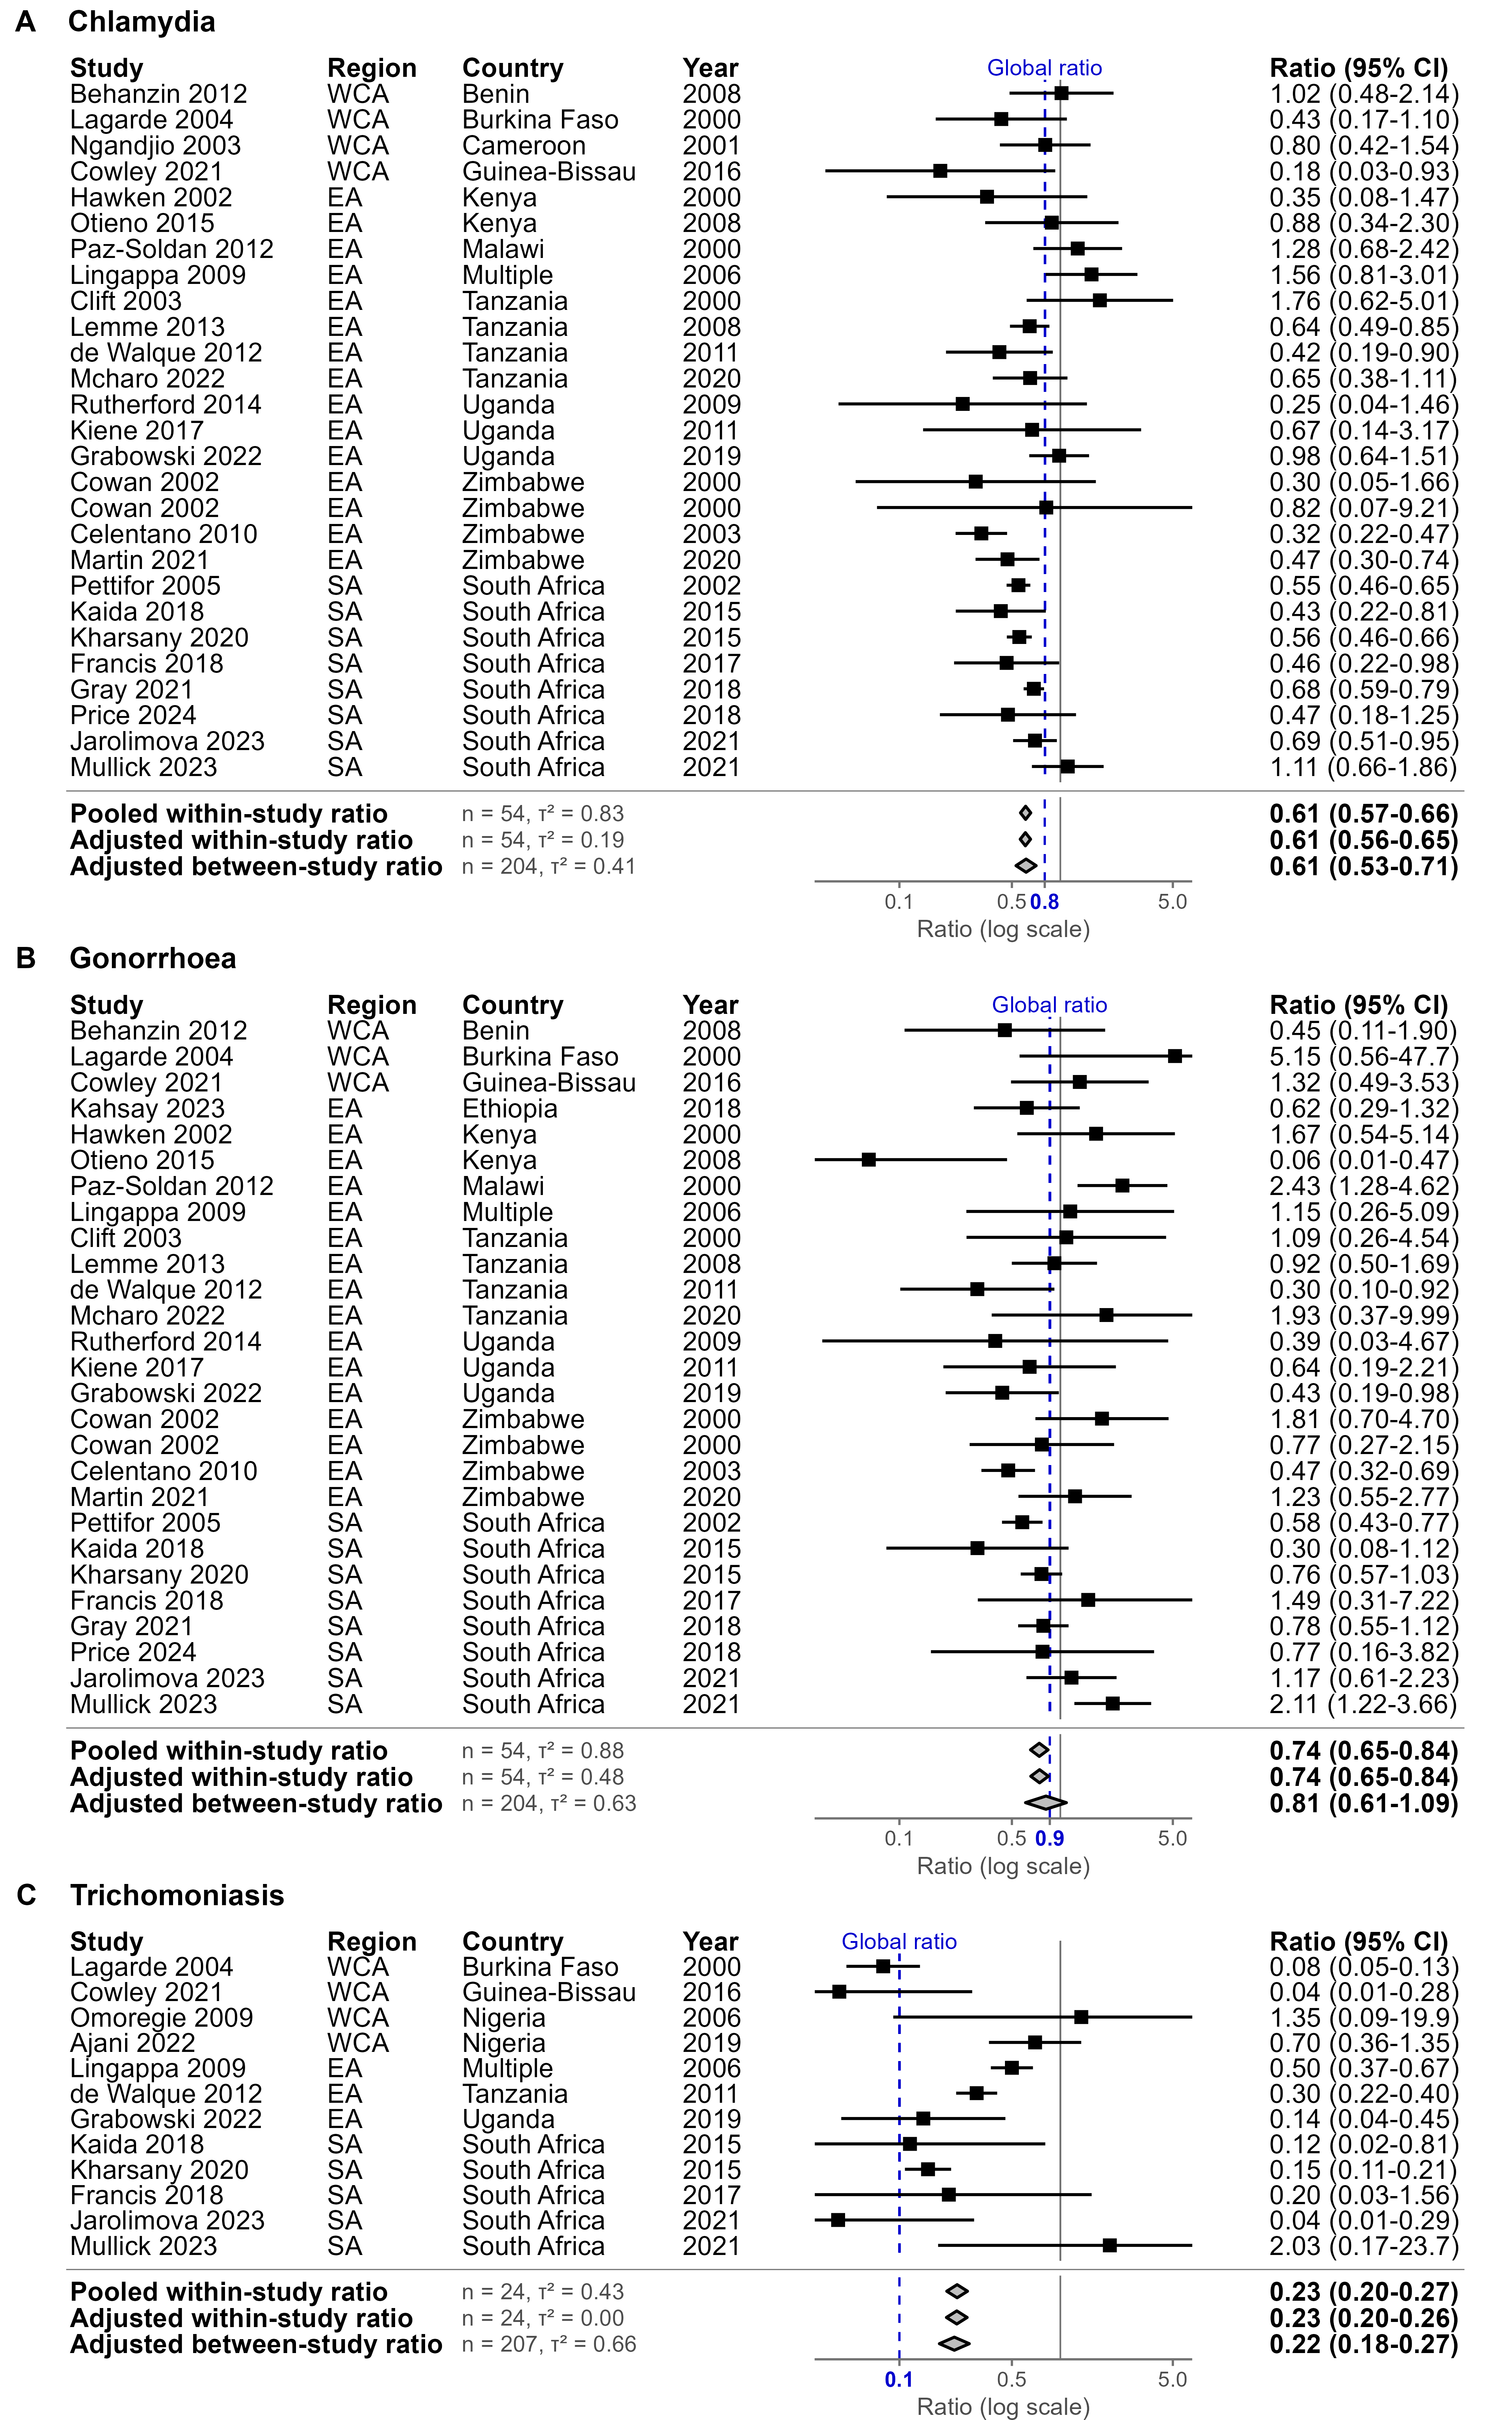 A Chlamydia
Study Region Country Year Global ratio Ratio (95% CI)
Behanzin 2012 WCA Benin 2008 1.02 (0.48-2.14)
Lagarde 2004 WCA Burkina Faso 2000 0.43 (0.17-1.10)
Ngandjio 2003 WCA Cameroon 2001 0.80 (0.42-1.54)
Cowley 2021 WCA Guinea-Bissau 2016 0.18 (0.03-0.93)
Hawken 2002 EA Kenya 2000 0.35 (0.08-1.47)
Otieno 2015 EA Kenya 2008 0.88 (0.34-2.30)
Paz-Soldan 2012 EA Malawi 2000 1.28 (0.68-2.42)
Lingappa 2009 EA Multiple 2006 1.56 (0.81-3.01)
Clift 2003 EA Tanzania 2000 1.76 (0.62-5.01)
Lemme 2013 EA Tanzania 2008 0.64 (0.49-0.85)
de Walque 2012 EA Tanzania 2011 0.42 (0.19-0.90)
Mcharo 2022 EA Tanzania 2020 0.65 (0.38-1.11)
Rutherford 2014 EA Uganda 2009 0.25 (0.04-1.46)
Kiene 2017 EA Uganda 2011 0.67 (0.14-3.17)
Grabowski 2022 EA Uganda 2019 0.98 (0.64-1.51)
Cowan 2002 EA Zimbabwe 2000 0.30 (0.05-1.66)
Cowan 2002 EA Zimbabwe 2000 0.82 (0.07-9.21)
Celentano 2010 EA Zimbabwe 2003 0.32 (0.22-0.47)
Martin 2021 EA Zimbabwe 2020 0.47 (0.30-0.74)
Pettifor 2005 SA South Africa 2002 0.55 (0.46-0.65)
Kaida 2018 SA South Africa 2015 0.43 (0.22-0.81)
Kharsany 2020 SA South Africa 2015 0.56 (0.46-0.66)
Francis 2018 SA South Africa 2017 0.46 (0.22-0.98)
Gray 2021 SA South Africa 2018 0.68 (0.59-0.79)
Price 2024 SA South Africa 2018 0.47 (0.18-1.25)
Jarolimova 2023 SA South Africa 2021 0.69 (0.51-0.95)
Mullick 2023 SA South Africa 2021 1.11 (0.66-1.86)
Pooled within-study ratio n = 54, τ² = 0.83 0.61 (0.57-0.66)
Adjusted within-study ratio n = 54, τ² = 0.19 0.61 (0.56-0.65)
Adjusted between-study ratio n = 204, τ² = 0.41 0.61 (0.53-0.71)
0.1 0.5 0.8 5.0
Ratio (log scale)
B Gonorrhoea
Study Region Country Year Global ratio Ratio (95% CI)
Behanzin 2012 WCA Benin 2008 0.45 (0.11-1.90)
Lagarde 2004 WCA Burkina Faso 2000 5.15 (0.56-47.7)
Cowley 2021 WCA Guinea-Bissau 2016 1.32 (0.49-3.53)
Kahsay 2023 EA Ethiopia 2018 0.62 (0.29-1.32)
Hawken 2002 EA Kenya 2000 1.67 (0.54-5.14)
Otieno 2015 EA Kenya 2008 0.06 (0.01-0.47)
Paz-Soldan 2012 EA Malawi 2000 2.43 (1.28-4.62)
Lingappa 2009 EA Multiple 2006 1.15 (0.26-5.09)
Clift 2003 EA Tanzania 2000 1.09 (0.26-4.54)
Lemme 2013 EA Tanzania 2008 0.92 (0.50-1.69)
de Walque 2012 EA Tanzania 2011 0.30 (0.10-0.92)
Mcharo 2022 EA Tanzania 2020 1.93 (0.37-9.99)
Rutherford 2014 EA Uganda 2009 0.39 (0.03-4.67)
Kiene 2017 EA Uganda 2011 0.64 (0.19-2.21)
Grabowski 2022 EA Uganda 2019 0.43 (0.19-0.98)
Cowan 2002 EA Zimbabwe 2000 1.81 (0.70-4.70)
Cowan 2002 EA Zimbabwe 2000 0.77 (0.27-2.15)
Celentano 2010 EA Zimbabwe 2003 0.47 (0.32-0.69)
Martin 2021 EA Zimbabwe 2020 1.23 (0.55-2.77)
Pettifor 2005 SA South Africa 2002 0.58 (0.43-0.77)
Kaida 2018 SA South Africa 2015 0.30 (0.08-1.12)
Kharsany 2020 SA South Africa 2015 0.76 (0.57-1.03)
Francis 2018 SA South Africa 2017 1.49 (0.31-7.22)
Gray 2021 SA South Africa 2018 0.78 (0.55-1.12)
Price 2024 SA South Africa 2018 0.77 (0.16-3.82)
Jarolimova 2023 SA South Africa 2021 1.17 (0.61-2.23)
Mullick 2023 SA South Africa 2021 2.11 (1.22-3.66)
Pooled within-study ratio n = 54, τ² = 0.88 0.74 (0.65-0.84)
Adjusted within-study ratio n = 54, τ² = 0.48 0.74 (0.65-0.84)
Adjusted between-study ratio n = 204, τ² = 0.63 0.81 (0.61-1.09)
0.1 0.5 0.9 5.0
Ratio (log scale)
C Trichomoniasis
Study Region Country Year Global ratio Ratio (95% CI)
Lagarde 2004 WCA Burkina Faso 2000 0.08 (0.05-0.13)
Cowley 2021 WCA Guinea-Bissau 2016 0.04 (0.01-0.28)
Omoregie 2009 WCA Nigeria 2006 1.35 (0.09-19.9)
Ajani 2022 WCA Nigeria 2019 0.70 (0.36-1.35)
Lingappa 2009 EA Multiple 2006 0.50 (0.37-0.67)
de Walque 2012 EA Tanzania 2011 0.30 (0.22-0.40)
Grabowski 2022 EA Uganda 2019 0.14 (0.04-0.45)
Kaida 2018 SA South Africa 2015 0.12 (0.02-0.81)
Kharsany 2020 SA South Africa 2015 0.15 (0.11-0.21)
Francis 2018 SA South Africa 2017 0.20 (0.03-1.56)
Jarolimova 2023 SA South Africa 2021 0.04 (0.01-0.29)
Mullick 2023 SA South Africa 2021 2.03 (0.17-23.7)
Pooled within-study ratio n = 24, τ² = 0.43 0.23 (0.20-0.27)
Adjusted within-study ratio n = 24, τ² = 0.00 0.23 (0.20-0.26)
Adjusted between-study ratio n = 207, τ² = 0.66 0.22 (0.18-0.27)
0.1 0.5 5.0
Ratio (log scale)